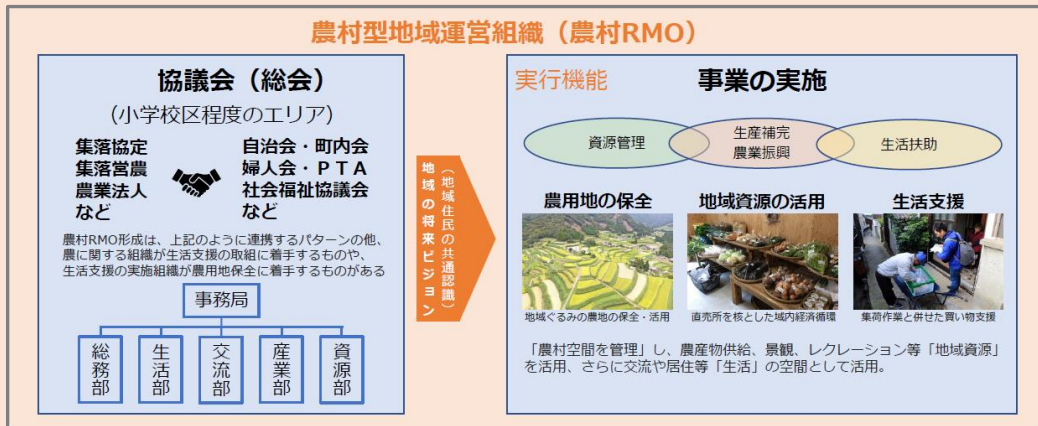 農村型地域運営組織（農村RMO）
協議会（総会）
（小学校区程度のエリア）
集落協定
集落営農
農業法人
など
自治会・町内会
婦人会・PTA
社会福祉協議会
など
農村RMO形成は、上記のように連携するパターンの他、
農に関する組織が生活支援の取組に着手するものや、
生活支援の実施組織が農用地保全に着手するものがある
事務局
総務部
生活部
交流部
産業部
資源部
地域の将来ビジョン
（地域住民の共通認識）
実行機能
事業の実施
資源管理
生産補完
農業振興
生活扶助
農用地の保全
地域資源の活用
生活支援
地域ぐるみの農地の保全・活用
直売所を核とした域内経済循環
集荷作業と併せた買い物支援
「農村空間を管理」し、農産物供給、景観、レクレーション等「地域資源」
を活用、さらに交流や居住等「生活」の空間として活用。